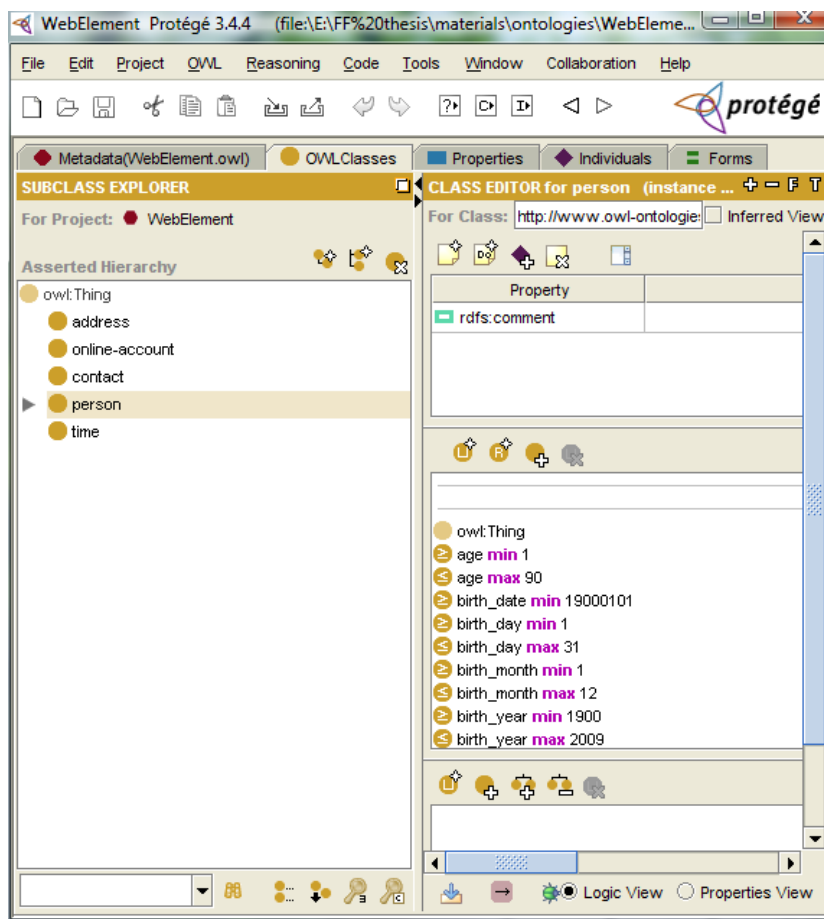 WebElement Protégé 3.4.4 (file:\E:\FF%20thesis\materials\ontologies\WebEleme...
File Edit Project OWL Reasoning Code Tools Window Collaboration Help
protégé
Metadata(WebElement.owl) OWLClasses Properties Individuals Forms
SUBCLASS EXPLORER
For Project: WebElement
Asserted Hierarchy
owl:Thing
address
online-account
contact
person
time
CLASS EDITOR for person (instance ... F T
For Class: http://www.owl-ontologie: Inferred View
Property
rdfs:comment
owl:Thing
age min 1
age max 90
birth_date min 19000101
birth_day min 1
birth_day max 31
birth_month min 1
birth_month max 12
birth_year min 1900
birth_year max 2009
Logic View Properties View